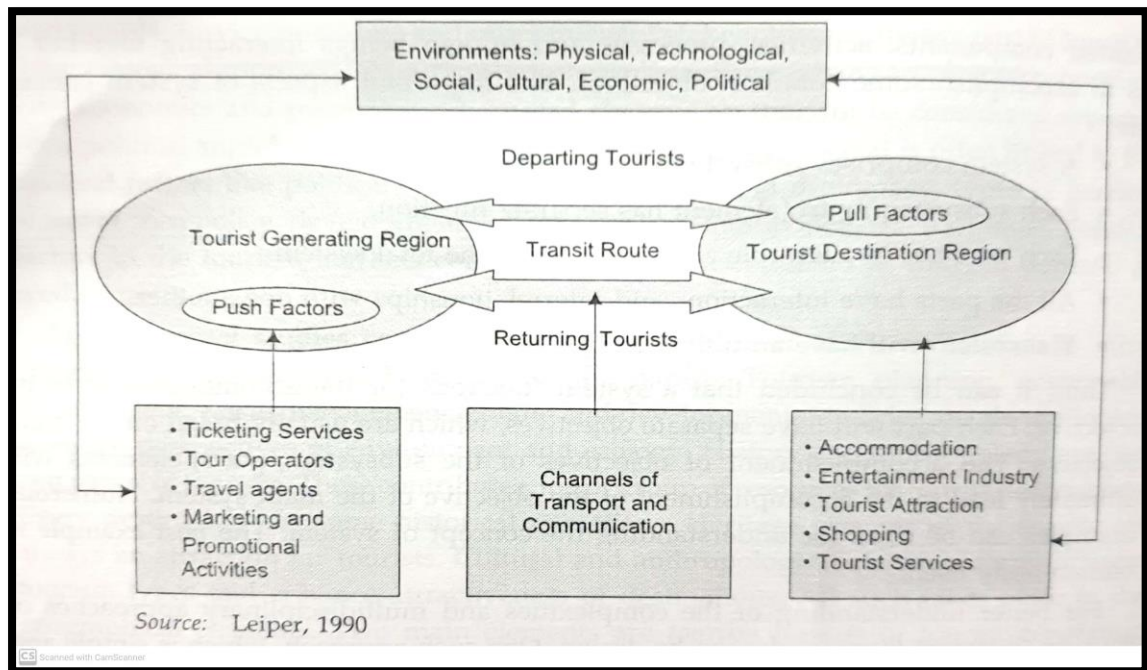 Environments: Physical, Technological,
Social, Cultural, Economic, Political
Departing Tourists
Pull Factors
Tourist Generating Region
Transit Route
Tourist Destination Region
Push Factors
Returning Tourists
• Ticketing Services
• Tour Operators
• Travel agents
• Marketing and
Promotional
Activities
Channels of
Transport and
Communication
• Accommodation
• Entertainment Industry
• Tourist Attraction
• Shopping
• Tourist Services
Source: Leiper, 1990
CS Scanned with CamScanner